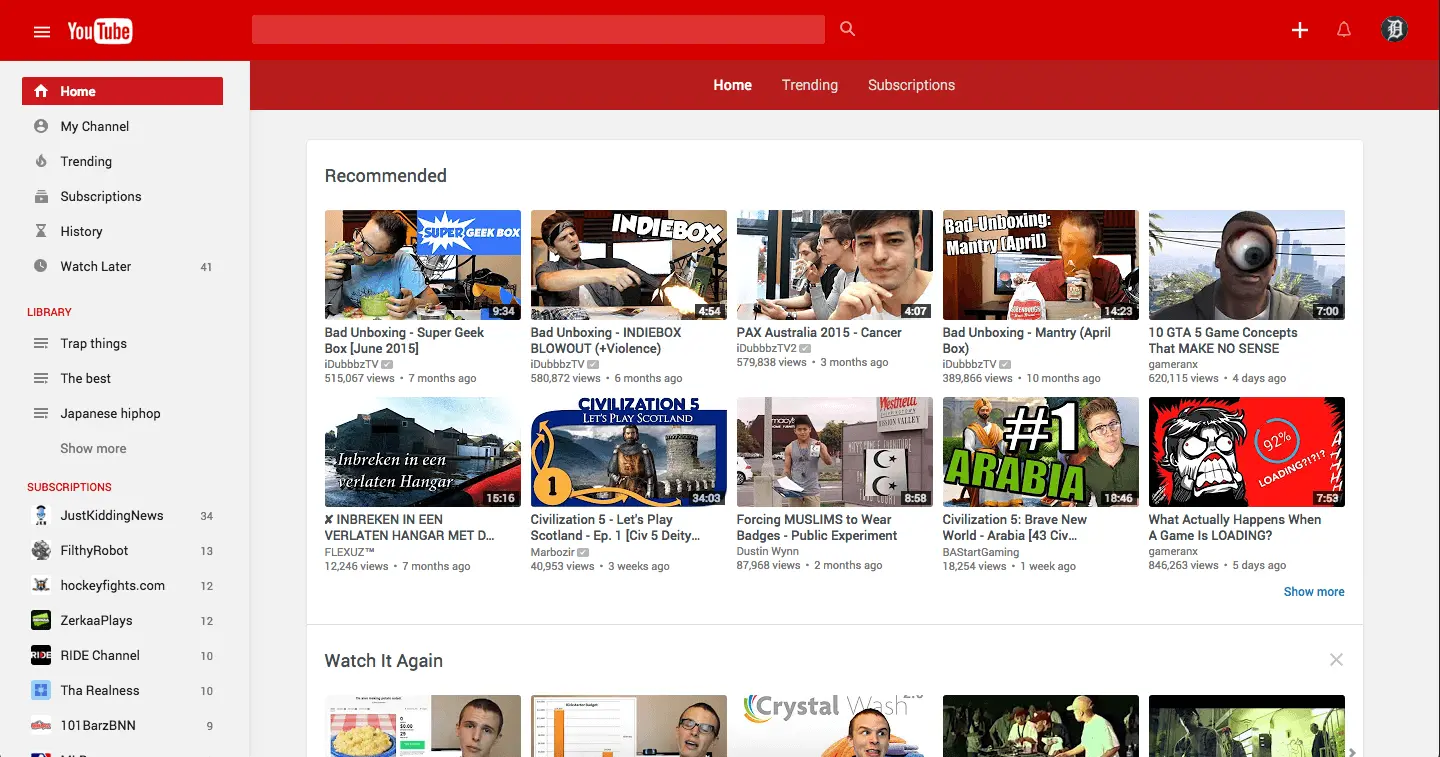 YouTube
Home
Trending
Subscriptions
Home
My Channel
Trending
Subscriptions
History
Watch Later 41
LIBRARY
Trap things
The best
Japanese hiphop
Show more
SUBSCRIPTIONS
JustKiddingNews 34
FilthyRobot 13
hockeyfights.com 12
ZerkaaPlays 12
RIDE
RIDE Channel 10
Tha Realness 10
101BarzBNN 9
Recommended
SUPER GEEK BOX
9:34
Bad Unboxing - Super Geek
Box [June 2015]
iDubbbzTV
515,067 views • 7 months ago
INDIEBOX
4:54
Bad Unboxing - INDIEBOX
BLOWOUT (+Violence)
iDubbbzTV
580,872 views • 6 months ago
4:07
PAX Australia 2015 - Cancer
iDubbbzTV2
579,838 views • 3 months ago
Bad-Unboxing:
Mantry (April)
14:23
Bad Unboxing - Mantry (April
Box)
iDubbbzTV
389,866 views • 10 months ago
7:00
10 GTA 5 Game Concepts
That MAKE NO SENSE
gameranx
620,115 views • 4 days ago
Inbreken in een
verlaten Hangar
15:16
✘ INBREKEN IN EEN
VERLATEN HANGAR MET D...
FLEXUZ™
12,246 views • 7 months ago
CIVILIZATION 5
LET'S PLAY SCOTLAND
1
34:03
Civilization 5 - Let's Play
Scotland - Ep. 1 [Civ 5 Deity...
Marbozir
40,953 views • 3 weeks ago
Westfield
MISSION VALLEY
macy's
8:58
Forcing MUSLIMS to Wear
Badges - Public Experiment
Dustin Wynn
87,968 views • 2 months ago
#1
ARABIA
18:46
Civilization 5: Brave New
World - Arabia [43 Civ...
BAStartGaming
18,254 views • 1 week ago
92%
LOADING?!?!?
7:53
What Actually Happens When
A Game Is LOADING?
gameranx
846,263 views • 5 days ago
Show more
Watch It Again
Kickstarter Budget
Crystal Wash 2.0